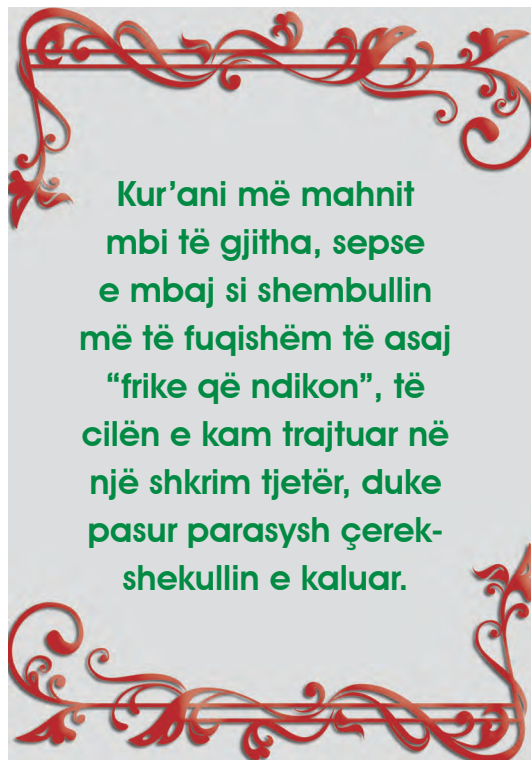 Kur’ani më mahnit
mbi të gjitha, sepse
e mbaj si shembullin
më të fuqishëm të asaj
“frike që ndikon”, të
cilën e kam trajtuar në
një shkrim tjetër, duke
pasur parasysh çerek-
shekullin e kaluar.